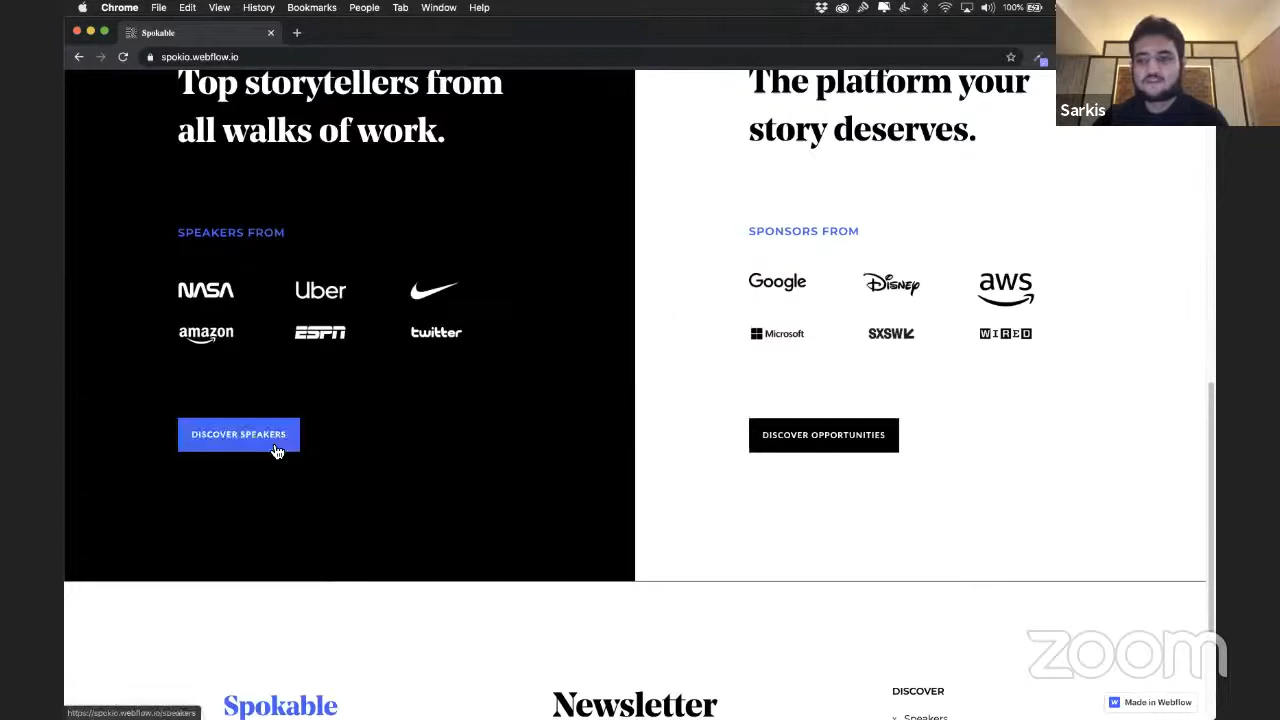 Chrome File Edit View History Bookmarks People Tab Window Help
100%
Spokable
spokio.webflow.io
Sarkis
Top storytellers from
all walks of work.
SPEAKERS FROM
NASA Uber
amazon ESPN twitter
DISCOVER SPEAKERS
The platform your
story deserves.
SPONSORS FROM
Google Disney aws
Microsoft SXSW WIRED
DISCOVER OPPORTUNITIES
Spokable
Newsletter
DISCOVER
x Speakers
https://spokio.webflow.io/speakers
Made in Webflow
zoom